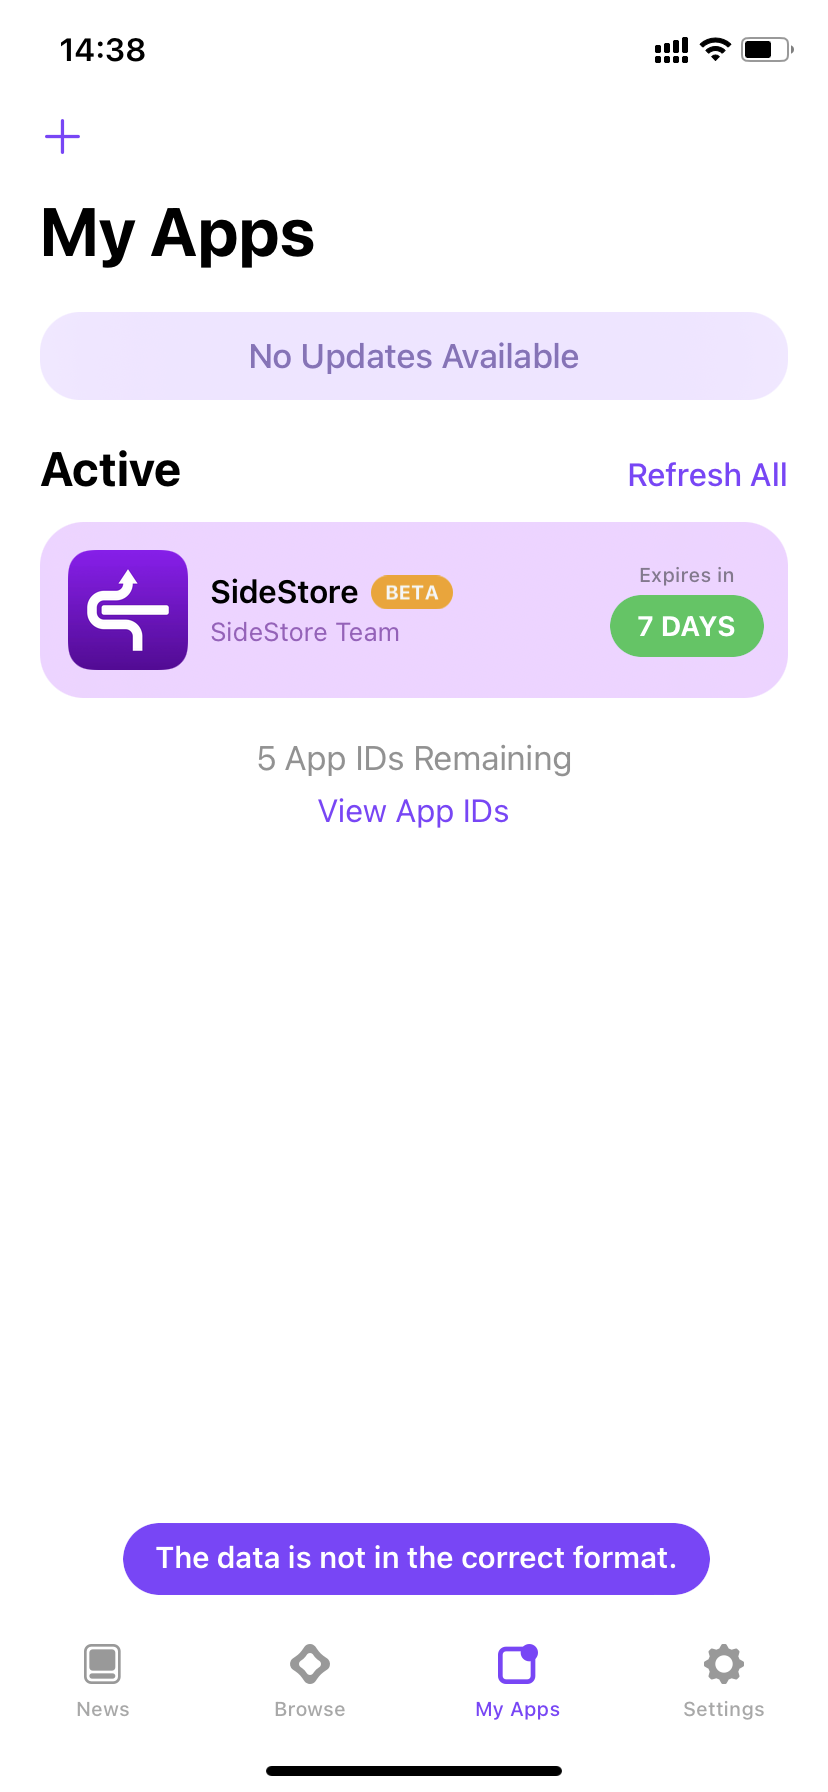 14:38
My Apps
No Updates Available
Active
Refresh All
SideStore BETA
SideStore Team
Expires in
7 DAYS
5 App IDs Remaining
View App IDs
The data is not in the correct format.
News
Browse
My Apps
Settings